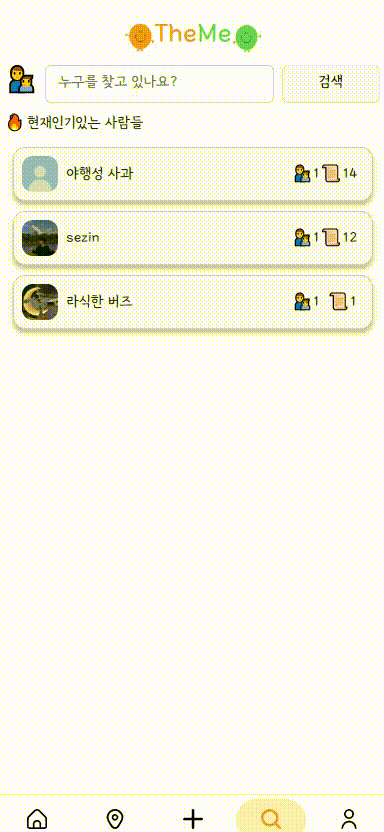 TheMe
누구를 찾고 있나요?
검색
현재인기있는 사람들
야행성 사과 1 14
sezin 1 12
라식한 버즈 1 1